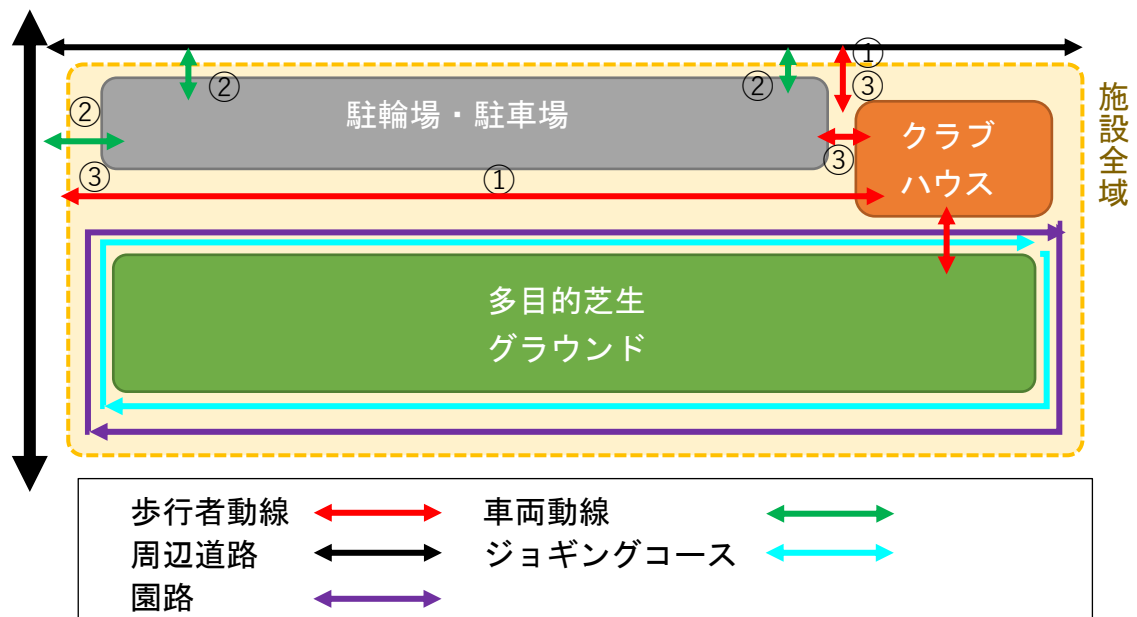 ①
②
②
③
駐輪場・駐車場
施設全域
②
クラブ
ハウス
③
③
①
多目的芝生
グラウンド
歩行者動線
車両動線
周辺道路
ジョギングコース
園路